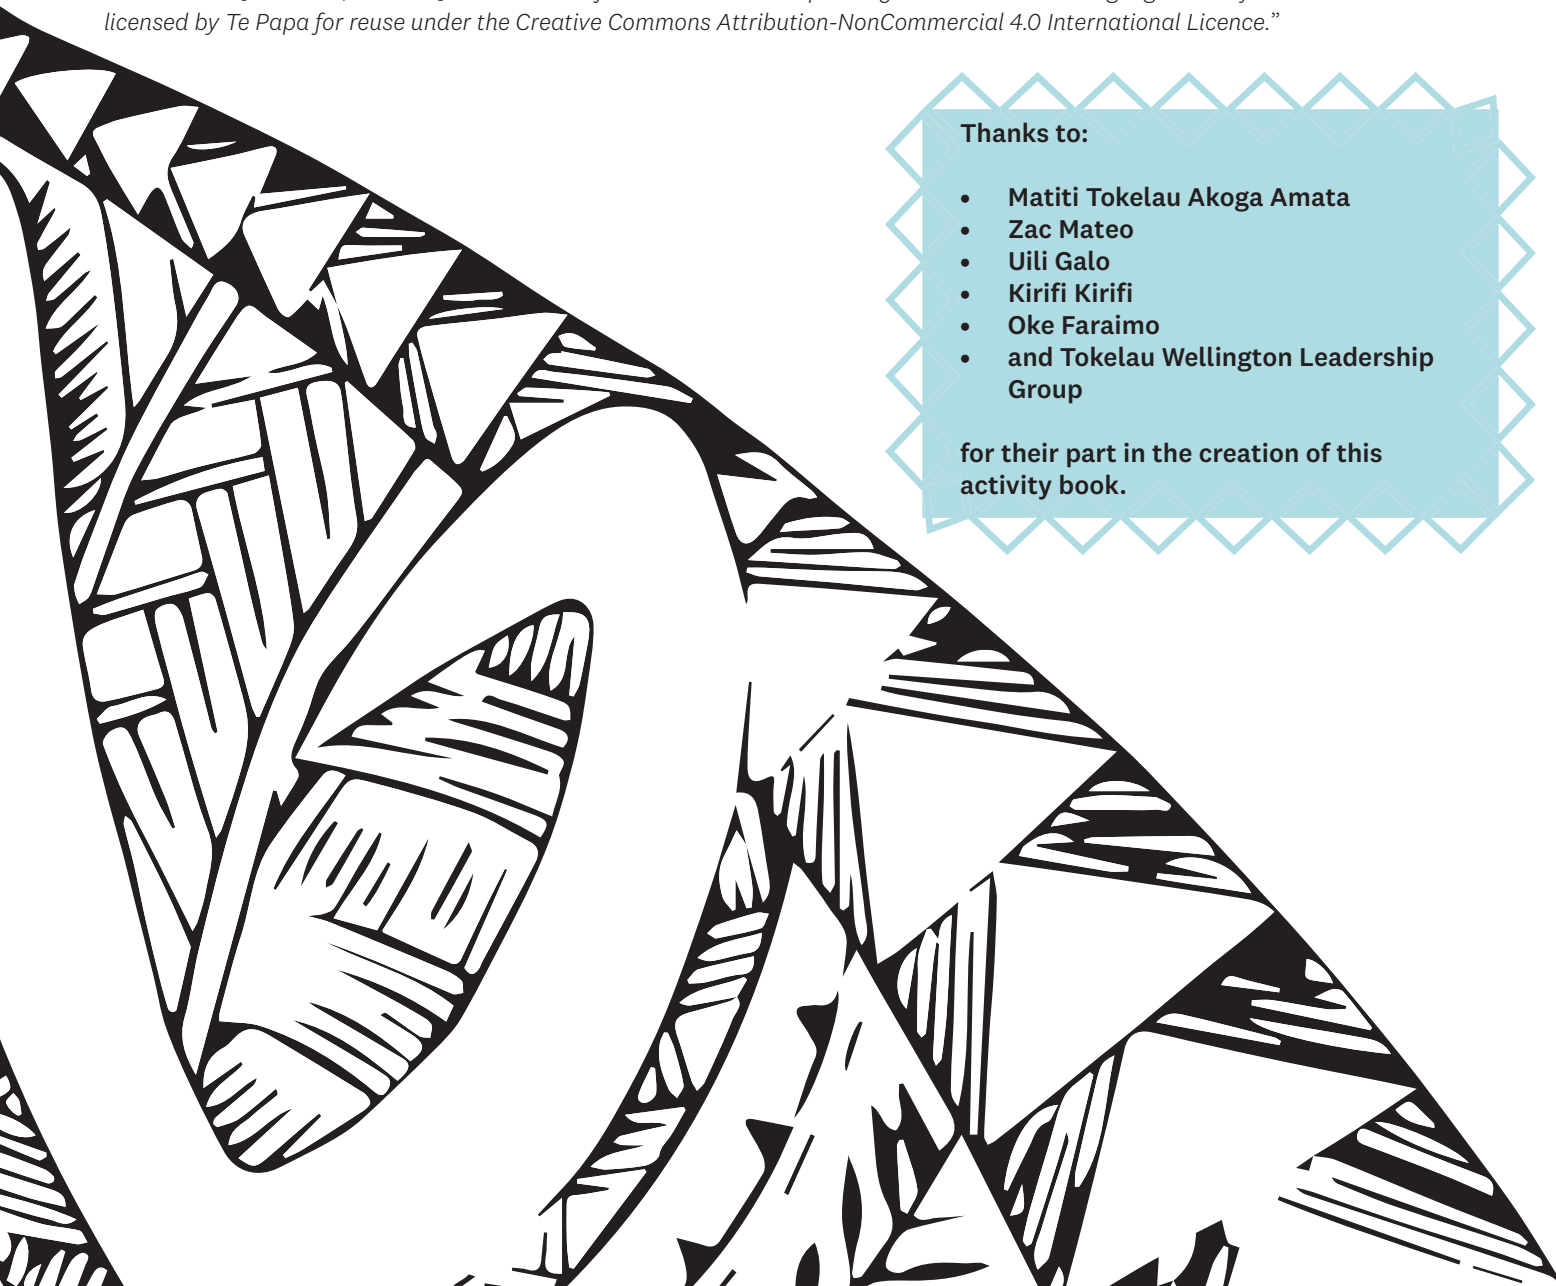 licensed by Te Papa for reuse under the Creative Commons Attribution-NonCommercial 4.0 International Licence.”
Thanks to:
• Matiti Tokelau Akoga Amata
• Zac Mateo
• Uili Galo
• Kirifi Kirifi
• Oke Faraimo
• and Tokelau Wellington Leadership
Group
for their part in the creation of this
activity book.